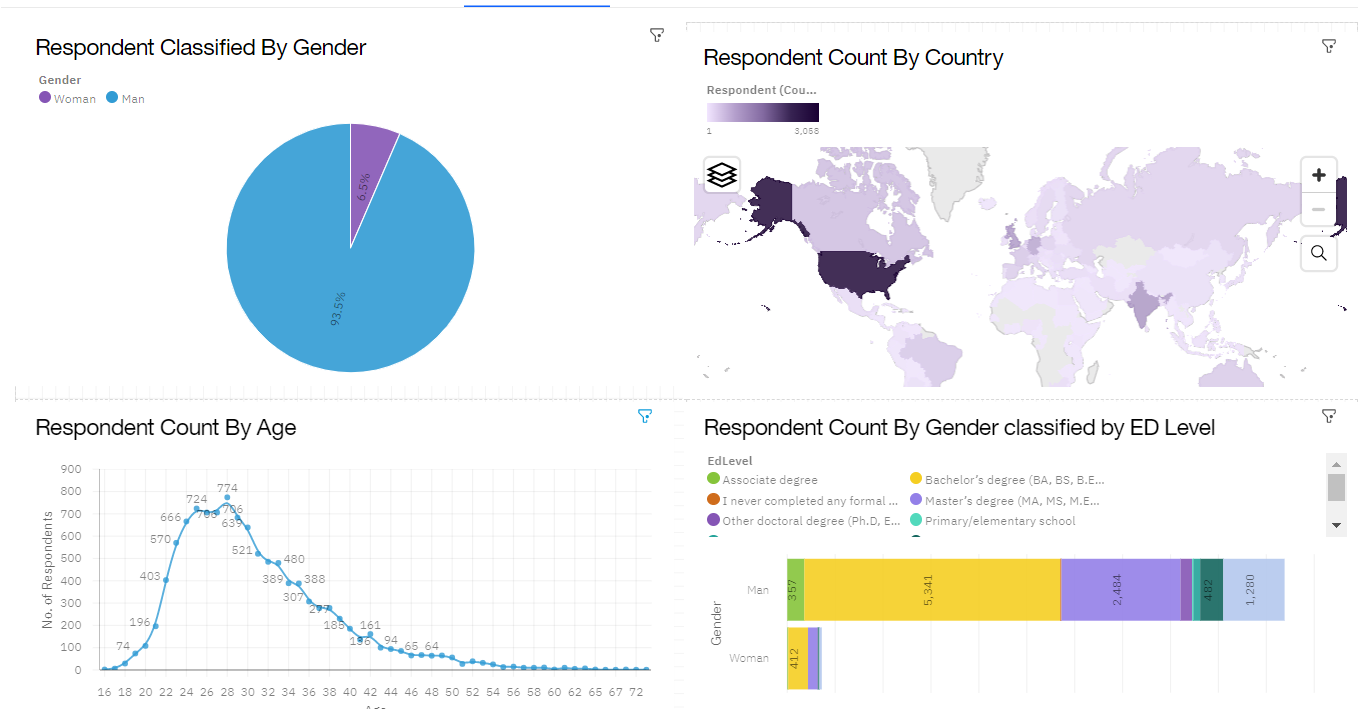 Respondent Classified By Gender
Gender
Woman Man
6.5%
93.5%
Respondent Count By Country
Respondent (Cou...
1 3,058
Respondent Count By Age
900
800
700
600
500
400
300
200
100
0
No. of Respondents
74 196 403 570 666 724 774 706 639 521 480 389 388 307 297 185 136 161 94 65 64
16 18 20 22 24 26 28 30 32 34 36 38 40 42 44 46 48 50 52 54 56 58 60 62 65 67 72
Age
Respondent Count By Gender classified by ED Level
EdLevel
Associate degree Bachelor's degree (BA, BS, B.E...
I never completed any formal ... Master's degree (MA, MS, M.E...
Other doctoral degree (Ph.D, E... Primary/elementary school
Gender
Man 357 5,341 2,484 482 1,280
Woman 412